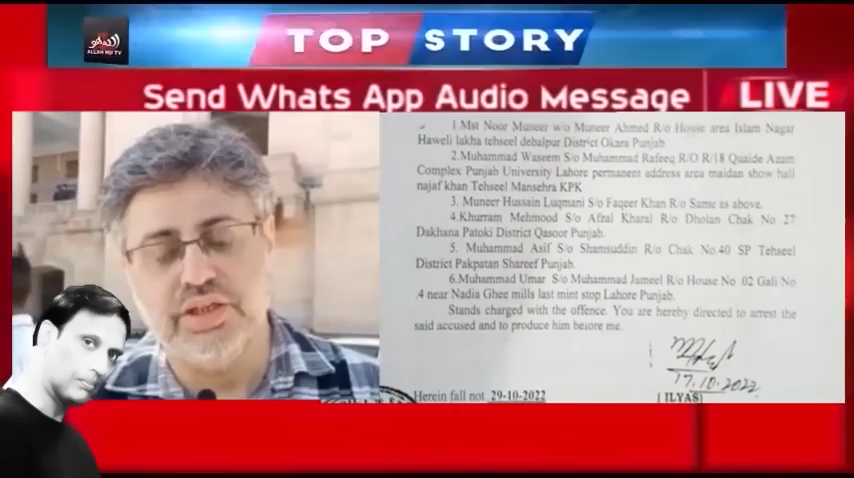 الله هو
ALLAH HU TV
TOP STORY
Send Whats App Audio Message
LIVE
1.Mst Noor Muneer w/o Muneer Ahmed R/o House area Islam Nagar
Haweli lakha tehseel debalpur District Okara Punjab.
2.Muhammad Waseem S/o Muhammad Rafeeq R/O R/18 Quaide Azam
Complex Punjab University Lahore permanent address area maidan show hall
najaf khan Tehseel Mansehra KPK
3. Muneer Hussain Luqmani S/o Faqeer Khan R/o Same as above.
4.Khurram Mehmood S/o Afzal Kharal R/o Dholan Chak No 27
Dakhana Patoki District Qasoor Punjab.
5. Muhammad Asif S/o Shamsuddin R/o Chak No.40 SP Tehseel
District Pakpatan Shareef Punjab.
6.Muhammad Umar S/o Muhammad Jameel R/o House No 02 Gali No
.4 near Nadia Ghee mills last mint stop Lahore Punjab.
Stands charged with the offence. You are hereby directed to arrest the
said accused and to produce him before me.
17.10.2022
Herein fall not 29-10-2022
(ILYAS)